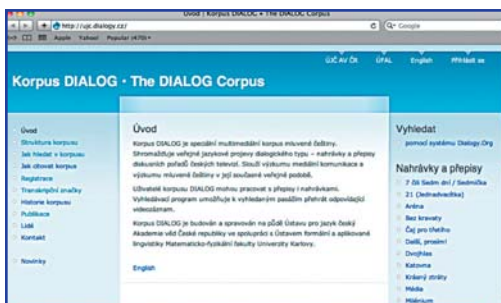 Úvod | Korpus DIALOG • The DIALOG Corpus
http://ujc.dialogy.cz/
Google
Apple Yahoo! Popular (470)
ÚJČ AV ČR ÚFAL English Přihlásit se
Korpus DIALOG • The DIALOG Corpus
Úvod
Struktura korpusu
Jak hledat v korpusu
Jak citovat korpus
Registrace
Transkripční značky
Historie korpusu
Publikace
Lidé
Kontakt
Novinky
Úvod
Korpus DIALOG je speciální multimediální korpus mluvené češtiny.
Shromažďuje veřejné jazykové projevy dialogického typu – nahrávky a přepisy
diskusních pořadů českých televizí. Slouží výzkumu mediální komunikace a
výzkumu mluvené češtiny v její současné veřejné podobě.
Uživatelé korpusu DIALOG mohou pracovat s přepisy i nahrávkami.
Vyhledávací program umožňuje k vyhledaným pasážím přehrát odpovídající
videozáznam.
Korpus DIALOG je budován a spravován na půdě Ústavu pro jazyk český
Akademie věd České republiky ve spolupráci s Ústavem formální a aplikované
lingvistiky Matematicko-fyzikální fakulty Univerzity Karlovy.
English
Vyhledat
pomocí systému Dialogy.Org
Nahrávky a přepisy
7 čili Sedm dní / Sedmička
21 (Jednadvacítka)
Aréna
Bez kravaty
Čaj pro třetího
Další, prosím!
Dvojhlas
Katovna
Krásný ztráty
Média
Milénium